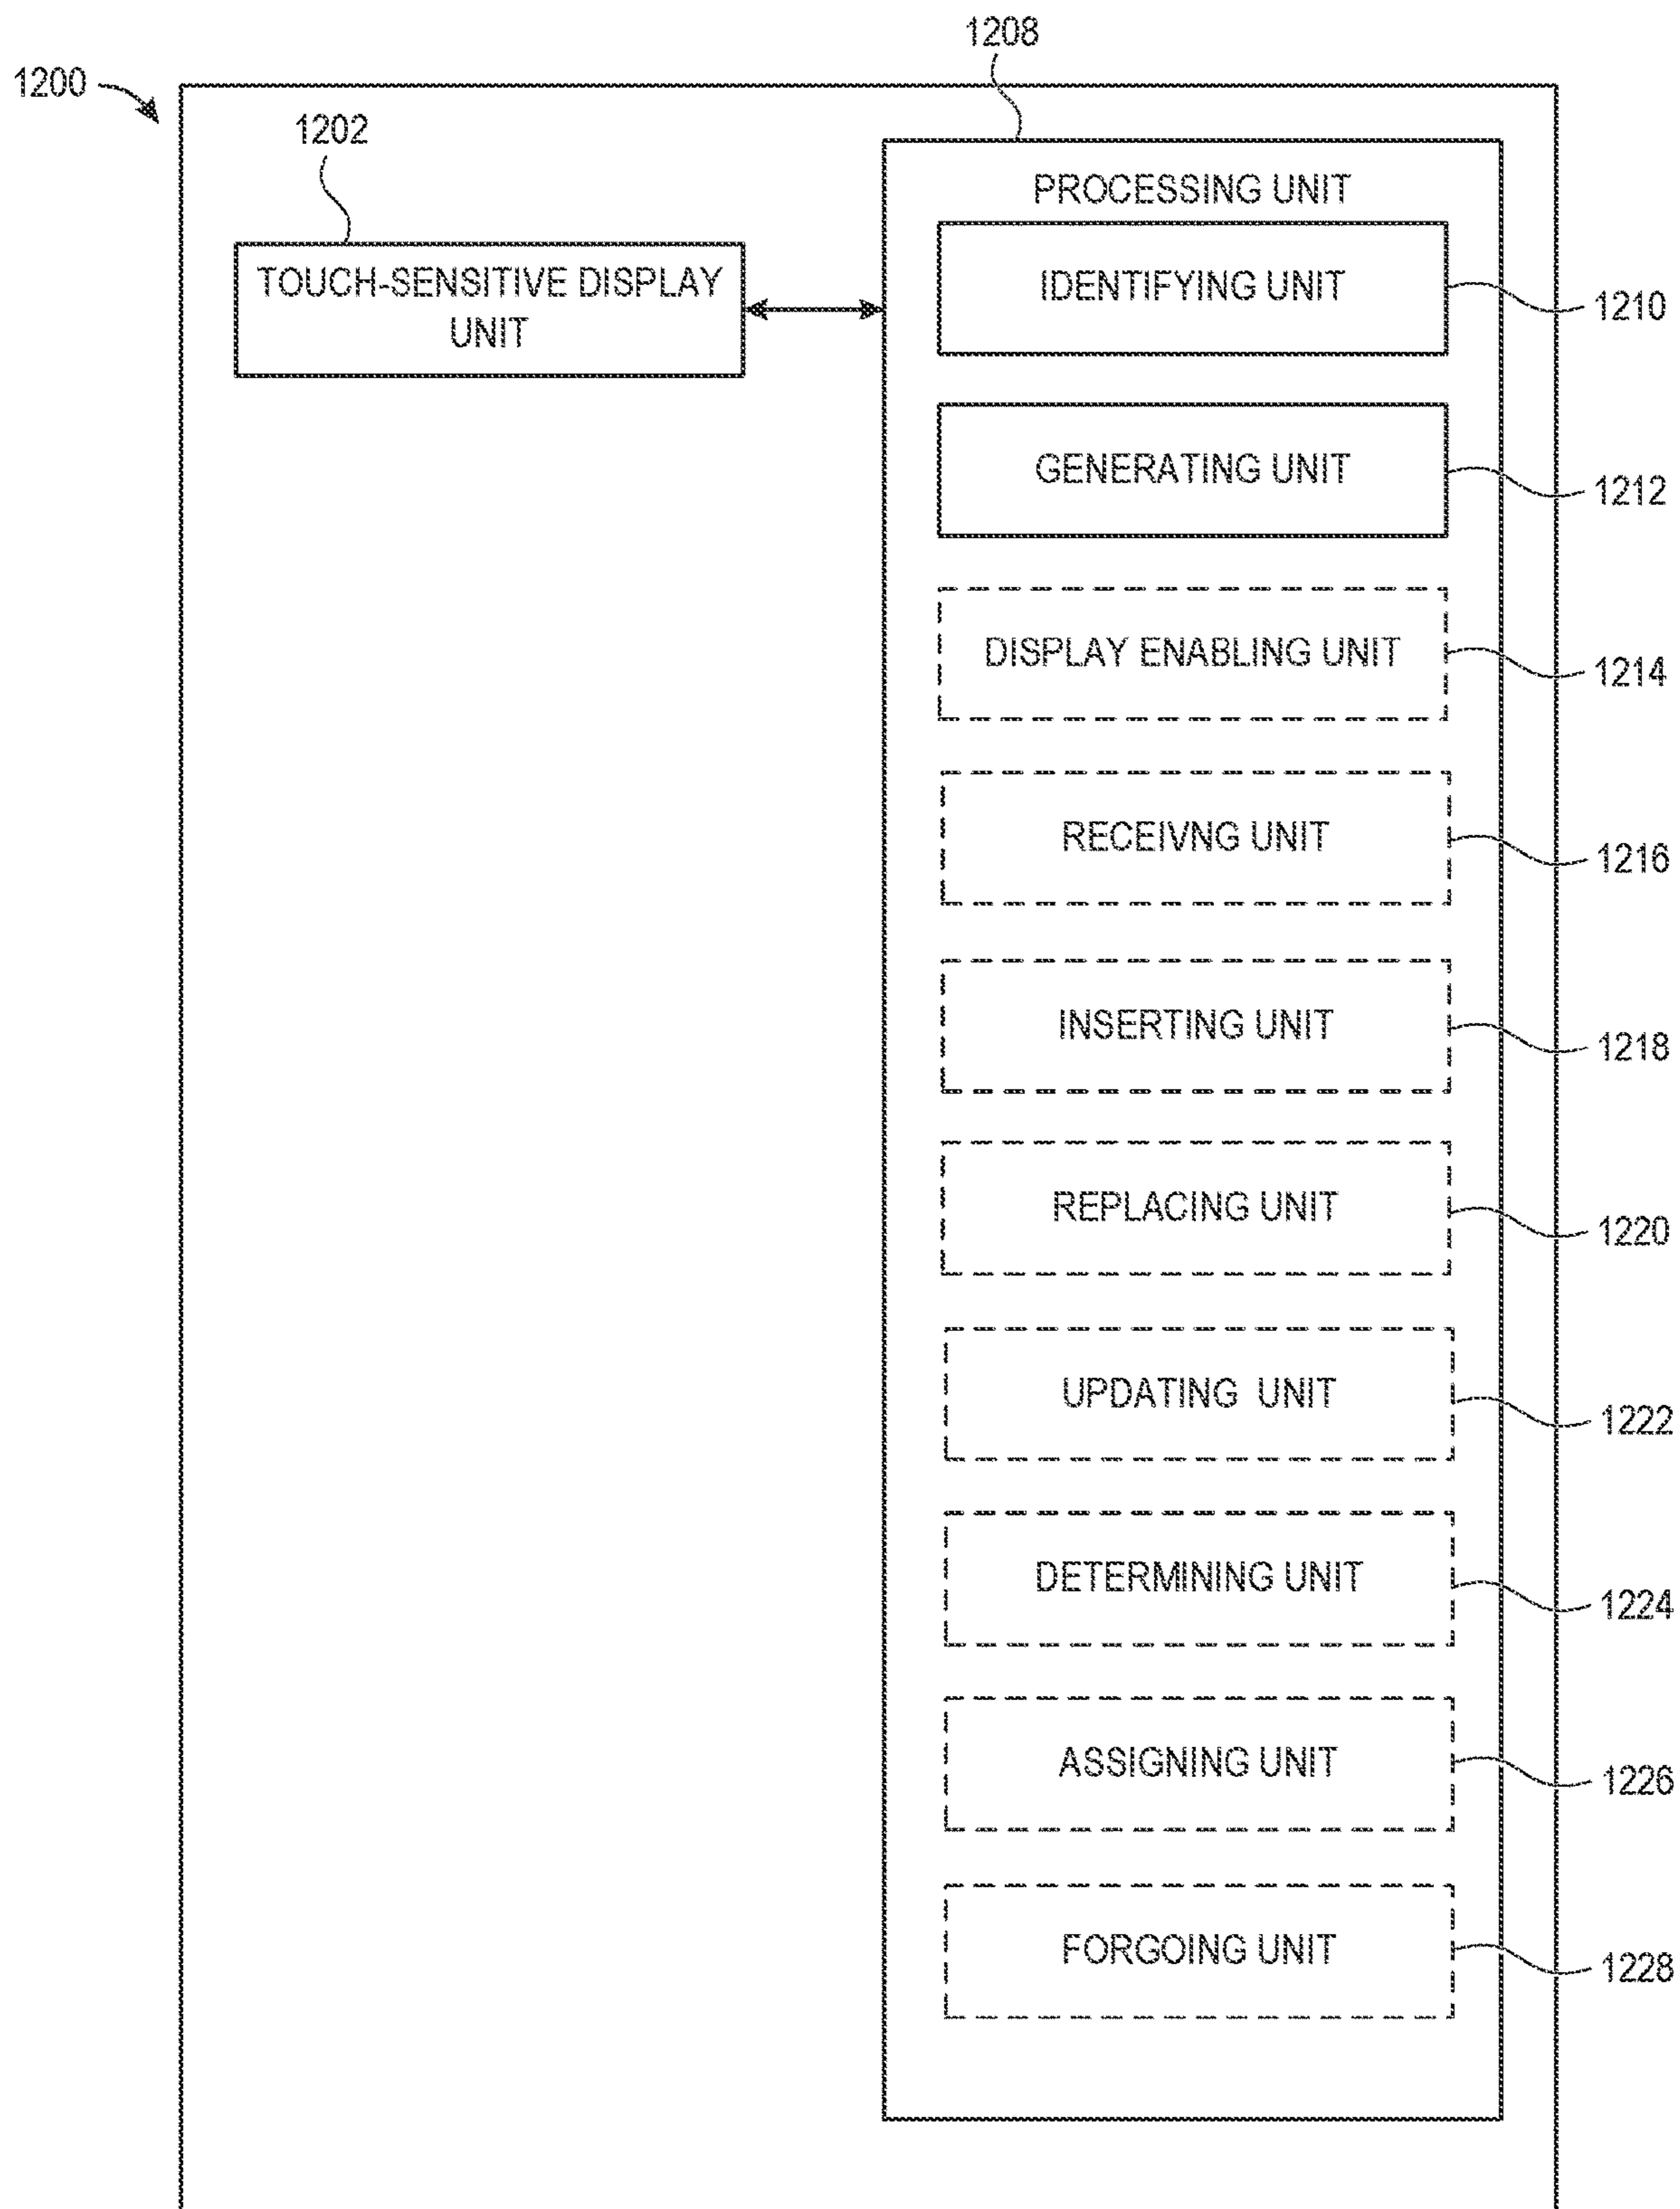 1208
1200
1202
PROCESSING UNIT
TOUCH-SENSITIVE DISPLAY
UNIT
IDENTIFYING UNIT
1210
GENERATING UNIT
1212
DISPLAY ENABLING UNIT
1214
RECEIVNG UNIT
1216
INSERTING UNIT
1218
REPLACING UNIT
1220
UPDATING UNIT
1222
DETERMINING UNIT
1224
ASSIGNING UNIT
1226
FORGOING UNIT
1228